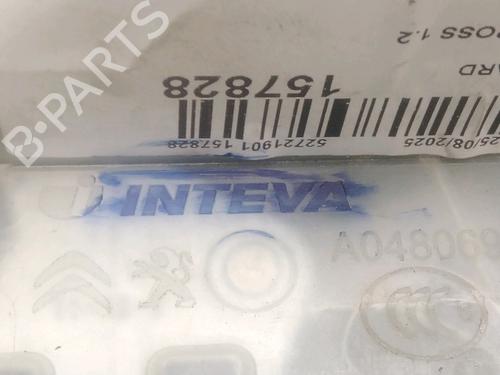 B-PARTS
ROSS 1.2
ARD
157828
52721901 157828
25/08/2025
INTEVA
A048069